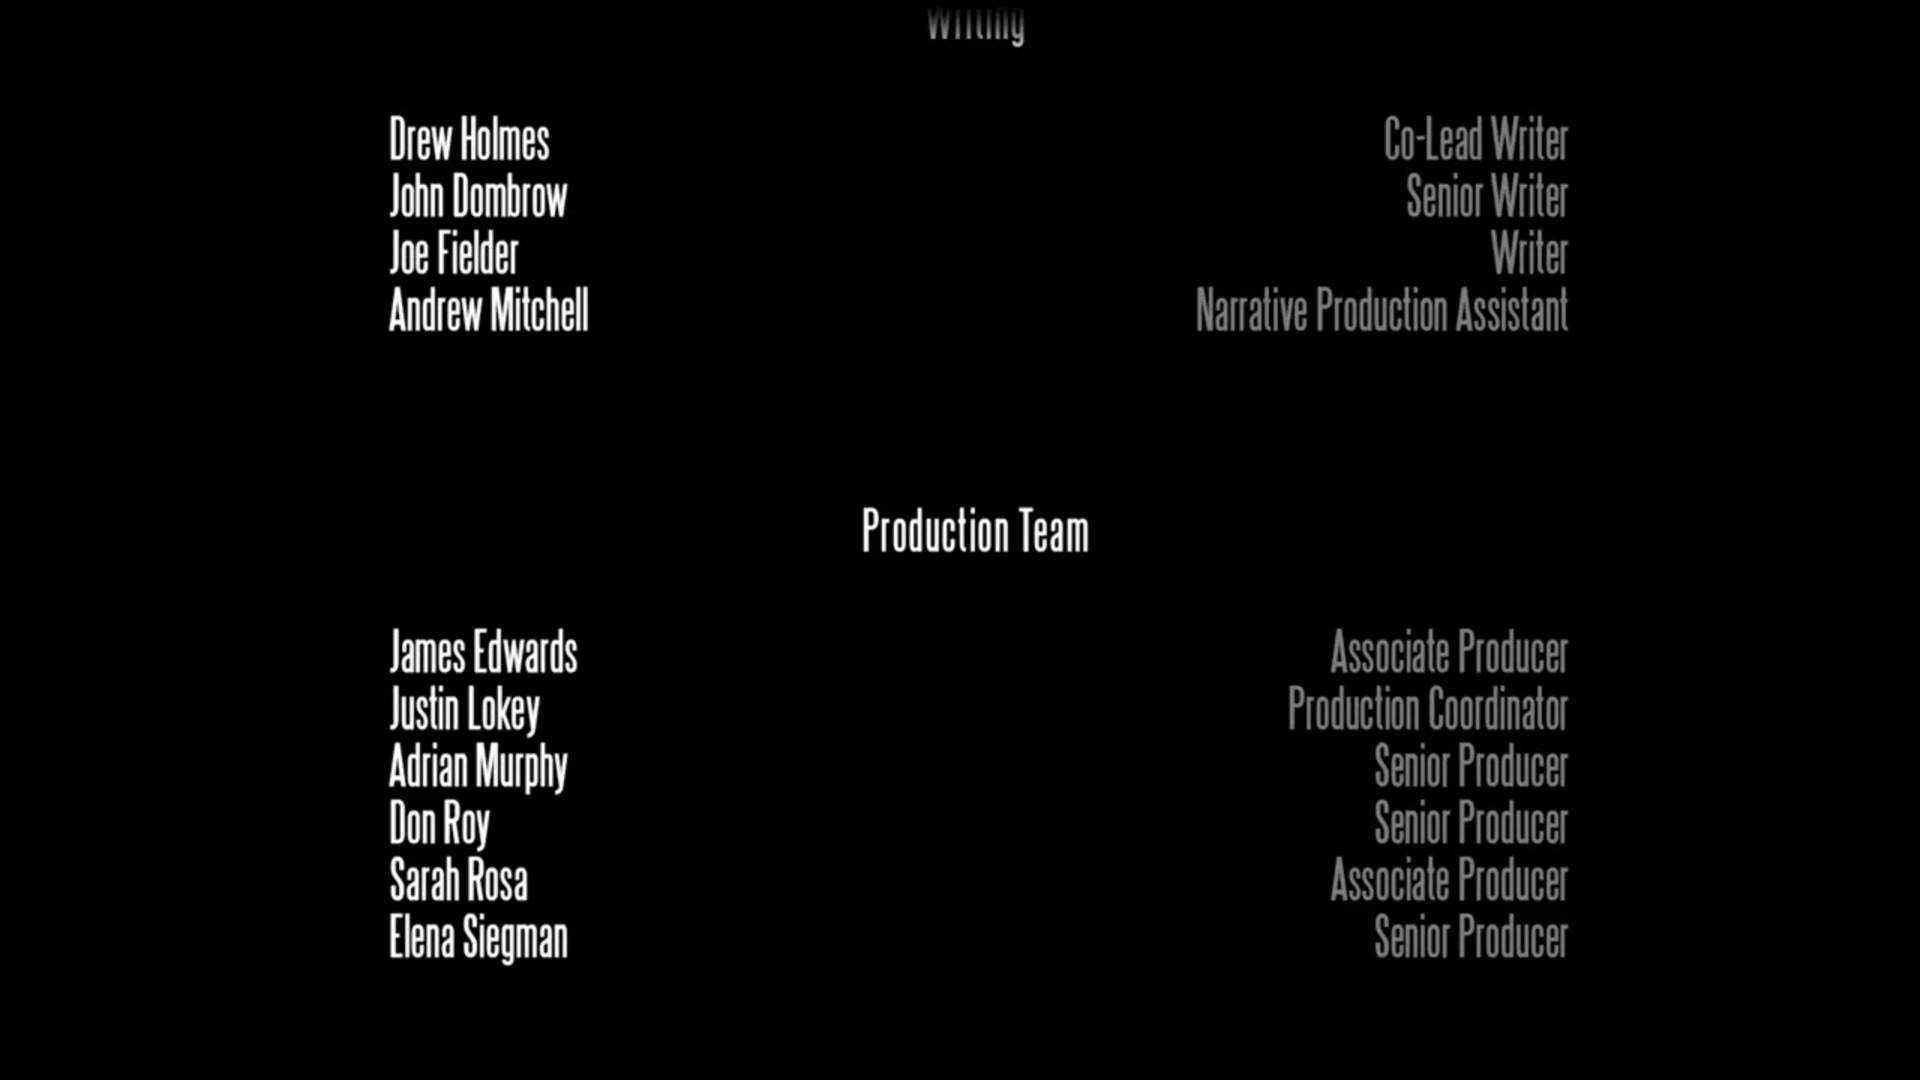 Writing
Drew Holmes Co-Lead Writer
John Dombrow Senior Writer
Joe Fielder Writer
Andrew Mitchell Narrative Production Assistant
Production Team
James Edwards Associate Producer
Justin Lokey Production Coordinator
Adrian Murphy Senior Producer
Don Roy Senior Producer
Sarah Rosa Associate Producer
Elena Siegman Senior Producer